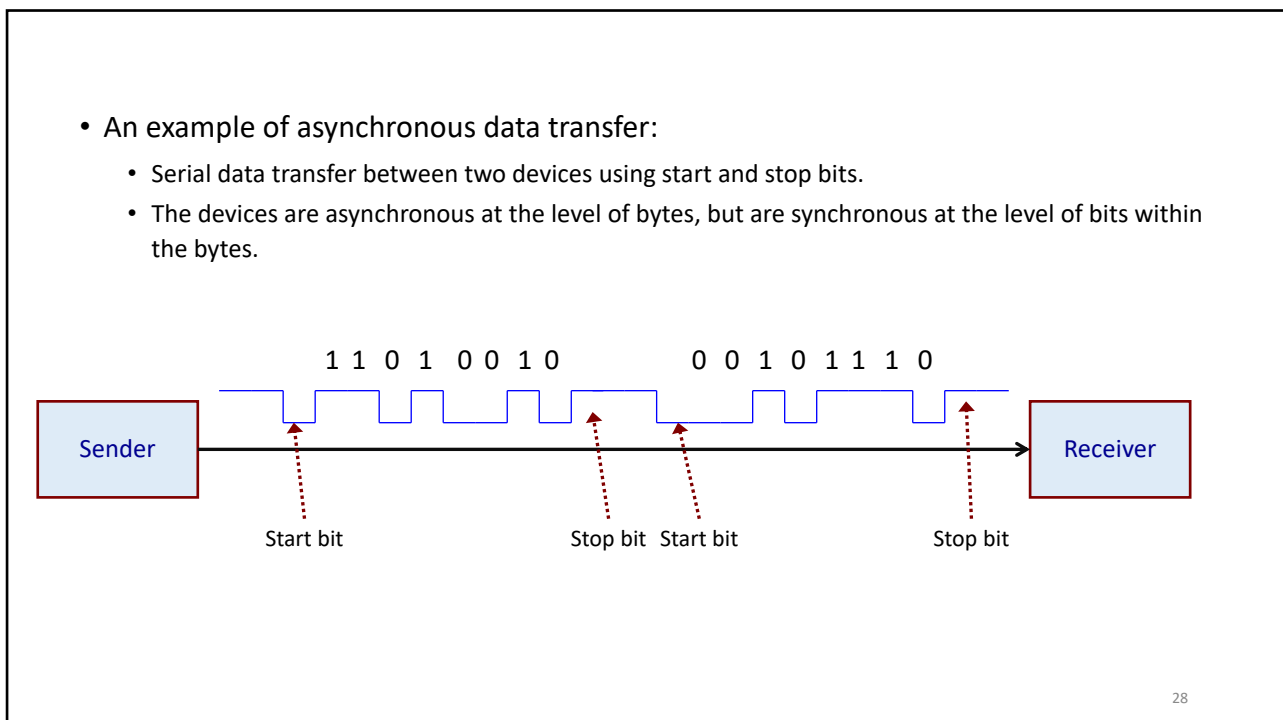 • An example of asynchronous data transfer:
• Serial data transfer between two devices using start and stop bits.
• The devices are asynchronous at the level of bytes, but are synchronous at the level of bits within
the bytes.
1 1 0 1 0 0 1 0 0 0 1 0 1 1 1 0
Sender Receiver
Start bit Stop bit Start bit Stop bit
28